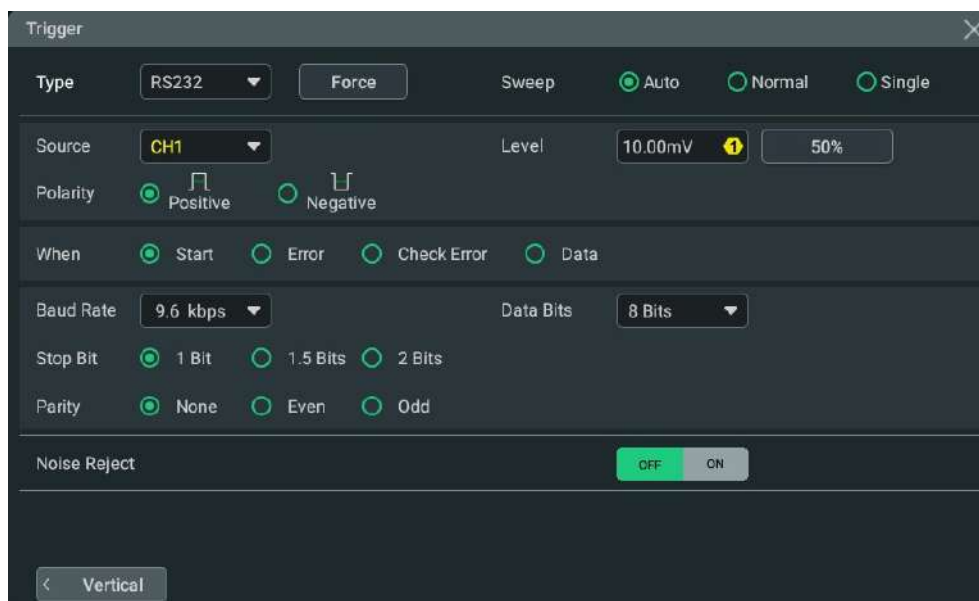 Trigger
Type RS232 Force Sweep Auto Normal Single
Source CH1 Level 10.00mV 1 50%
Polarity Positive Negative
When Start Error Check Error Data
Baud Rate 9.6 kbps Data Bits 8 Bits
Stop Bit 1 Bit 1.5 Bits 2 Bits
Parity None Even Odd
Noise Reject OFF ON
Vertical